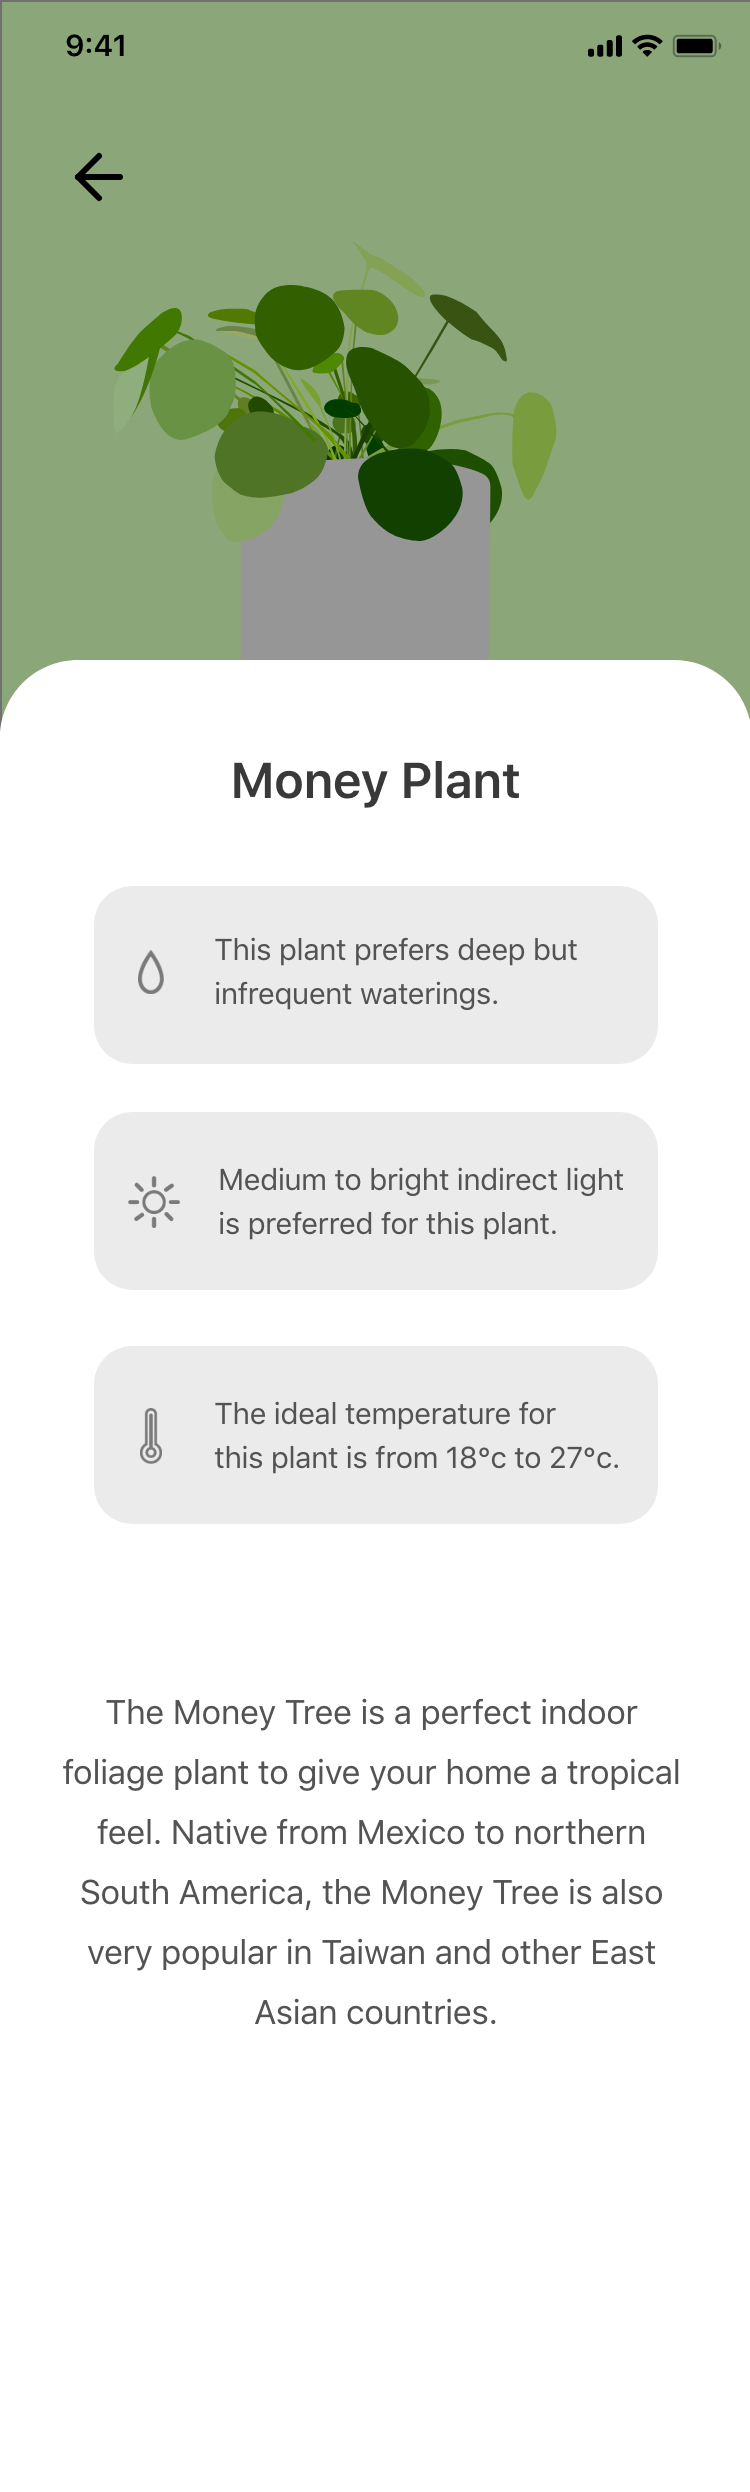 9:41
Money Plant
This plant prefers deep but
infrequent waterings.
Medium to bright indirect light
is preferred for this plant.
The ideal temperature for
this plant is from 18°c to 27°c.
The Money Tree is a perfect indoor
foliage plant to give your home a tropical
feel. Native from Mexico to northern
South America, the Money Tree is also
very popular in Taiwan and other East
Asian countries.